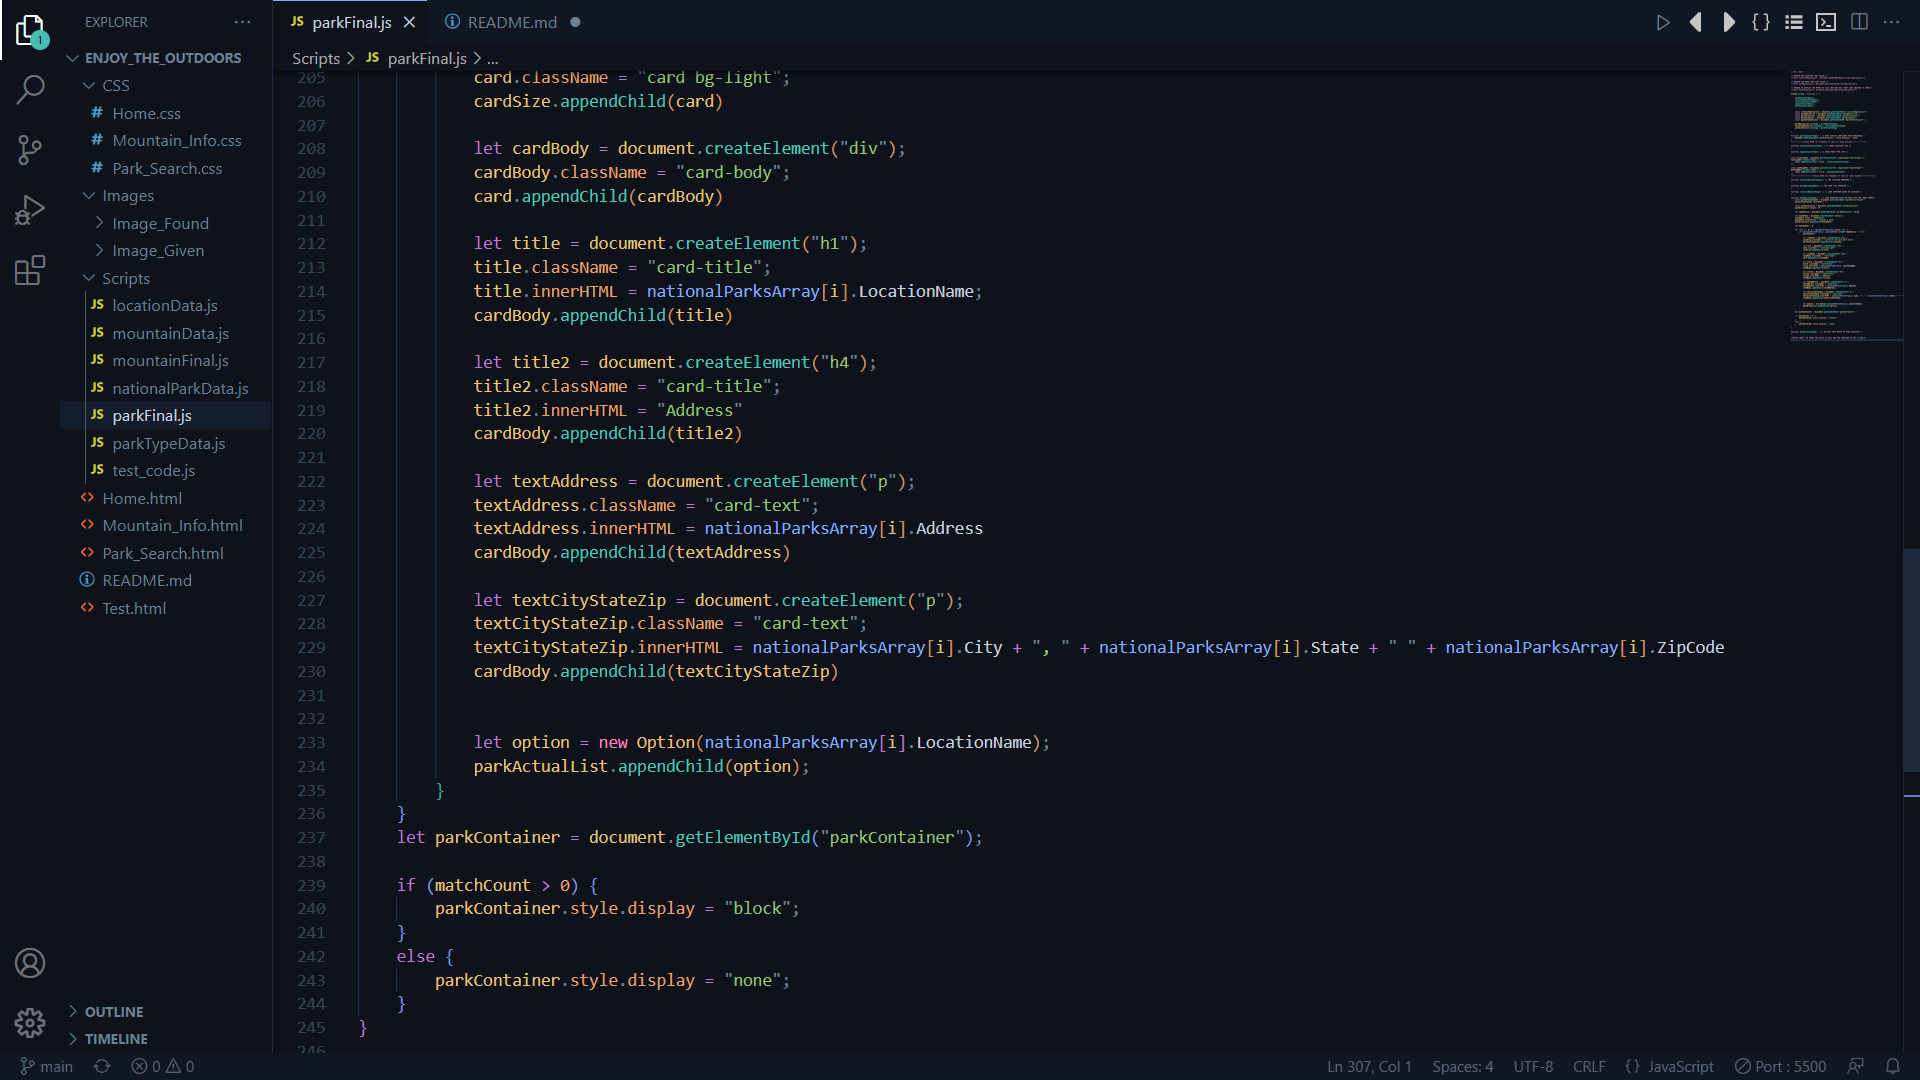 EXPLORER
ENJOY_THE_OUTDOORS
CSS
# Home.css
# Mountain_Info.css
# Park_Search.css
Images
Image_Found
Image_Given
Scripts
JS locationData.js
JS mountainData.js
JS mountainFinal.js
JS nationalParkData.js
JS parkFinal.js
JS parkTypeData.js
JS test_code.js
<> Home.html
<> Mountain_Info.html
<> Park_Search.html
README.md
<> Test.html
OUTLINE
TIMELINE
1
JS parkFinal.js
README.md
Scripts > JS parkFinal.js > ...
205 card.className = "card bg-light";
206 cardSize.appendChild(card)
207
208 let cardBody = document.createElement("div");
209 cardBody.className = "card-body";
210 card.appendChild(cardBody)
211
212 let title = document.createElement("h1");
213 title.className = "card-title";
214 title.innerHTML = nationalParksArray[i].LocationName;
215 cardBody.appendChild(title)
216
217 let title2 = document.createElement("h4");
218 title2.className = "card-title";
219 title2.innerHTML = "Address"
220 cardBody.appendChild(title2)
221
222 let textAddress = document.createElement("p");
223 textAddress.className = "card-text";
224 textAddress.innerHTML = nationalParksArray[i].Address
225 cardBody.appendChild(textAddress)
226
227 let textCityStateZip = document.createElement("p");
228 textCityStateZip.className = "card-text";
229 textCityStateZip.innerHTML = nationalParksArray[i].City + ", " + nationalParksArray[i].State + " " + nationalParksArray[i].ZipCode
230 cardBody.appendChild(textCityStateZip)
231
232
233 let option = new Option(nationalParksArray[i].LocationName);
234 parkActualList.appendChild(option);
235 }
236 }
237 let parkContainer = document.getElementById("parkContainer");
238
239 if (matchCount > 0) {
240 parkContainer.style.display = "block";
241 }
242 else {
243 parkContainer.style.display = "none";
244 }
245 }
246
main
0
0
Ln 307, Col 1
Spaces: 4
UTF-8
CRLF
{} JavaScript
Port : 5500